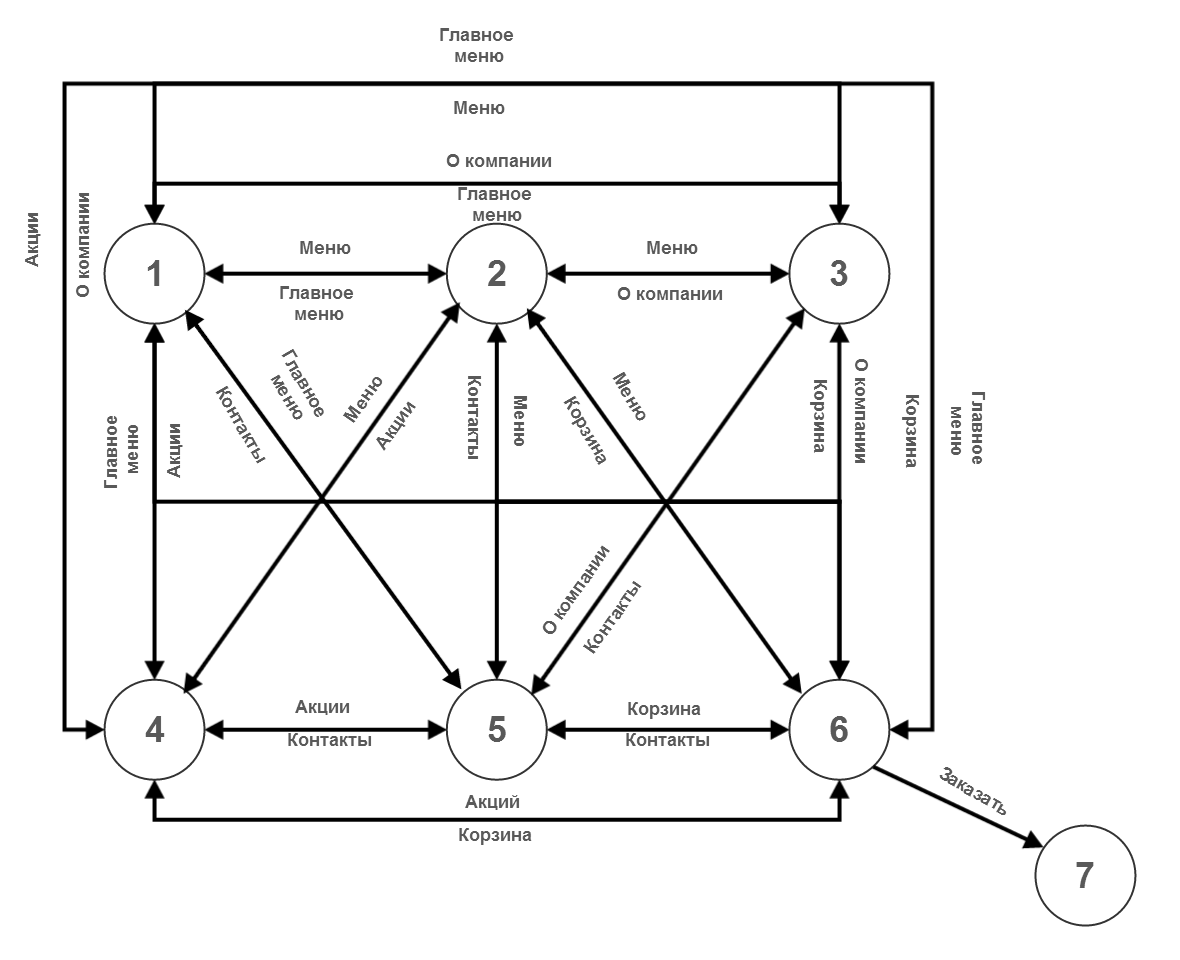 Главное
меню
Меню
О компании
Главное
меню
Акции
О компании
1
Меню
Главное
меню
2
Меню
О компании
3
Главное
меню
Акции
Контакты
Главное
меню
Меню
Акции
Контакты
Меню
Корзина
Меню
Корзина
О компании
Корзина
Главное
меню
О компании
Контакты
4
Акции
Контакты
5
Корзина
Контакты
6
Акций
Корзина
Заказать
7